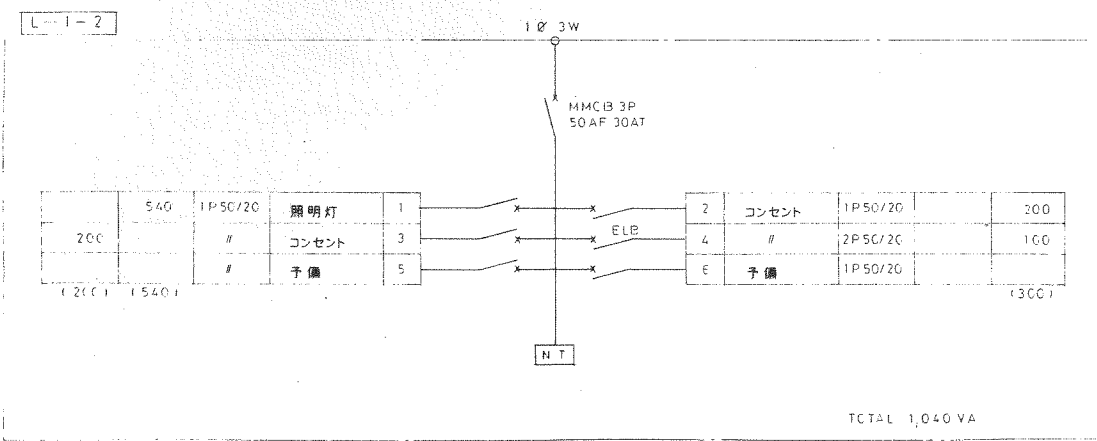 L-1-2
1Ø 3W
MMCB 3P
50AF 30AT
540 1P50/20 照明灯 1 2 コンセント 1P50/20 200
200 〃 コンセント 3 ELB 4 〃 2P50/20 100
〃 予備 5 6 予備 1P50/20
(200) (540) (300)
N T
TOTAL 1,040 VA